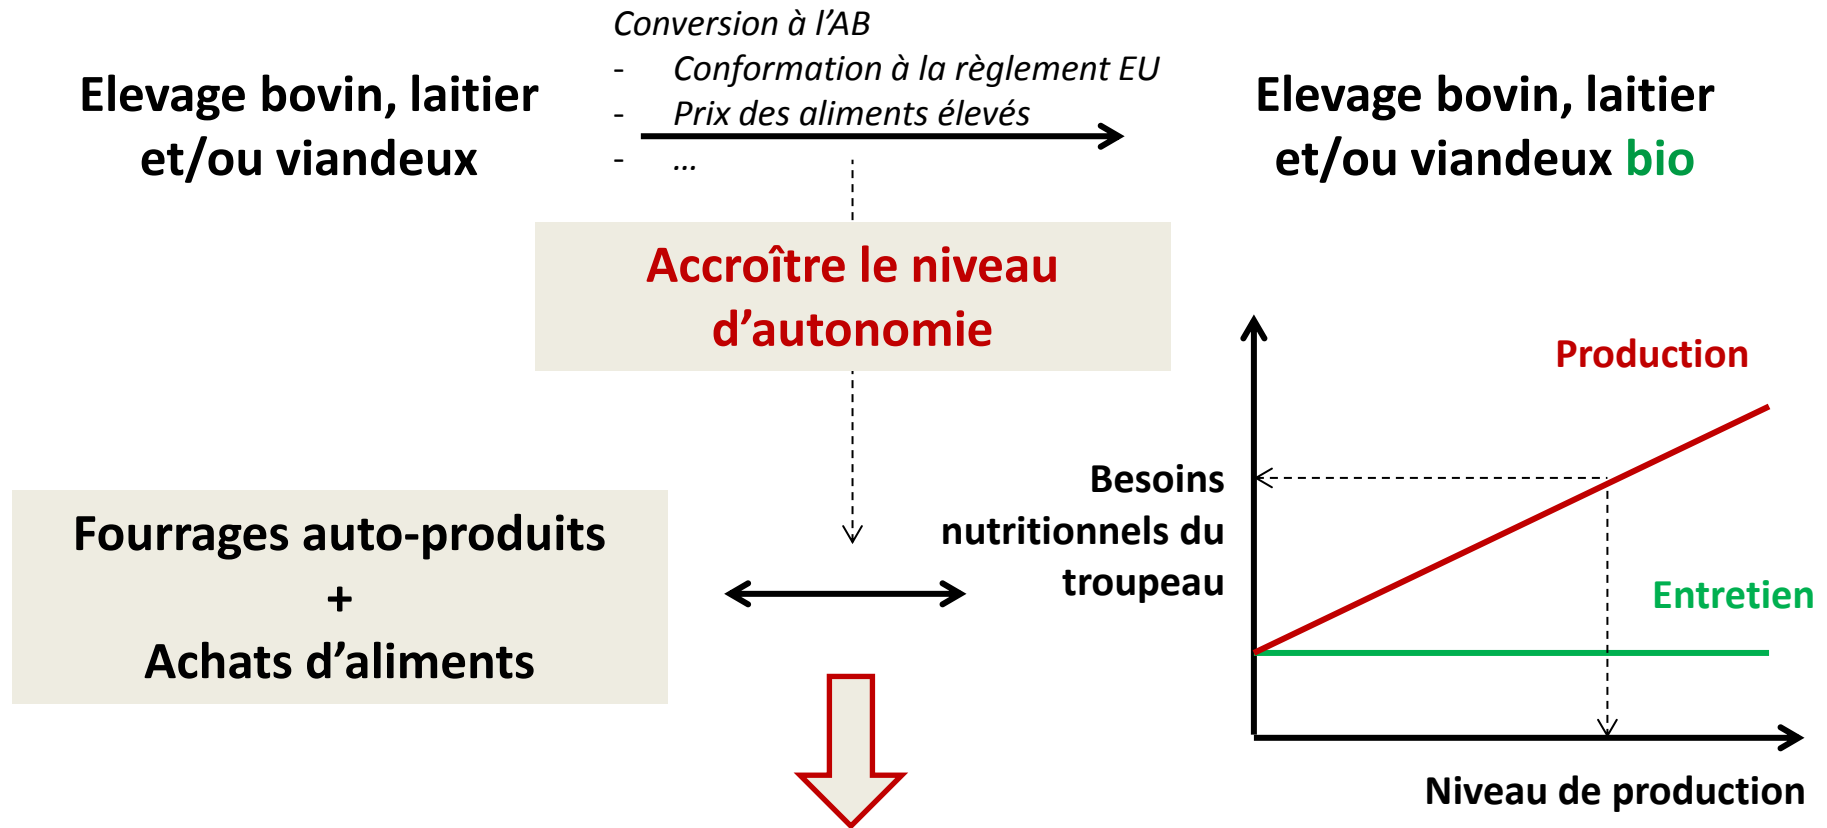 Conversion à l’AB
- Conformation à la règlement EU
- Prix des aliments élevés
- ...
Elevage bovin, laitier
et/ou viandeux
Elevage bovin, laitier
et/ou viandeux bio
Accroître le niveau
d’autonomie
Production
Besoins
nutritionnels du
troupeau
Entretien
Niveau de production
Fourrages auto-produits
+
Achats d’aliments